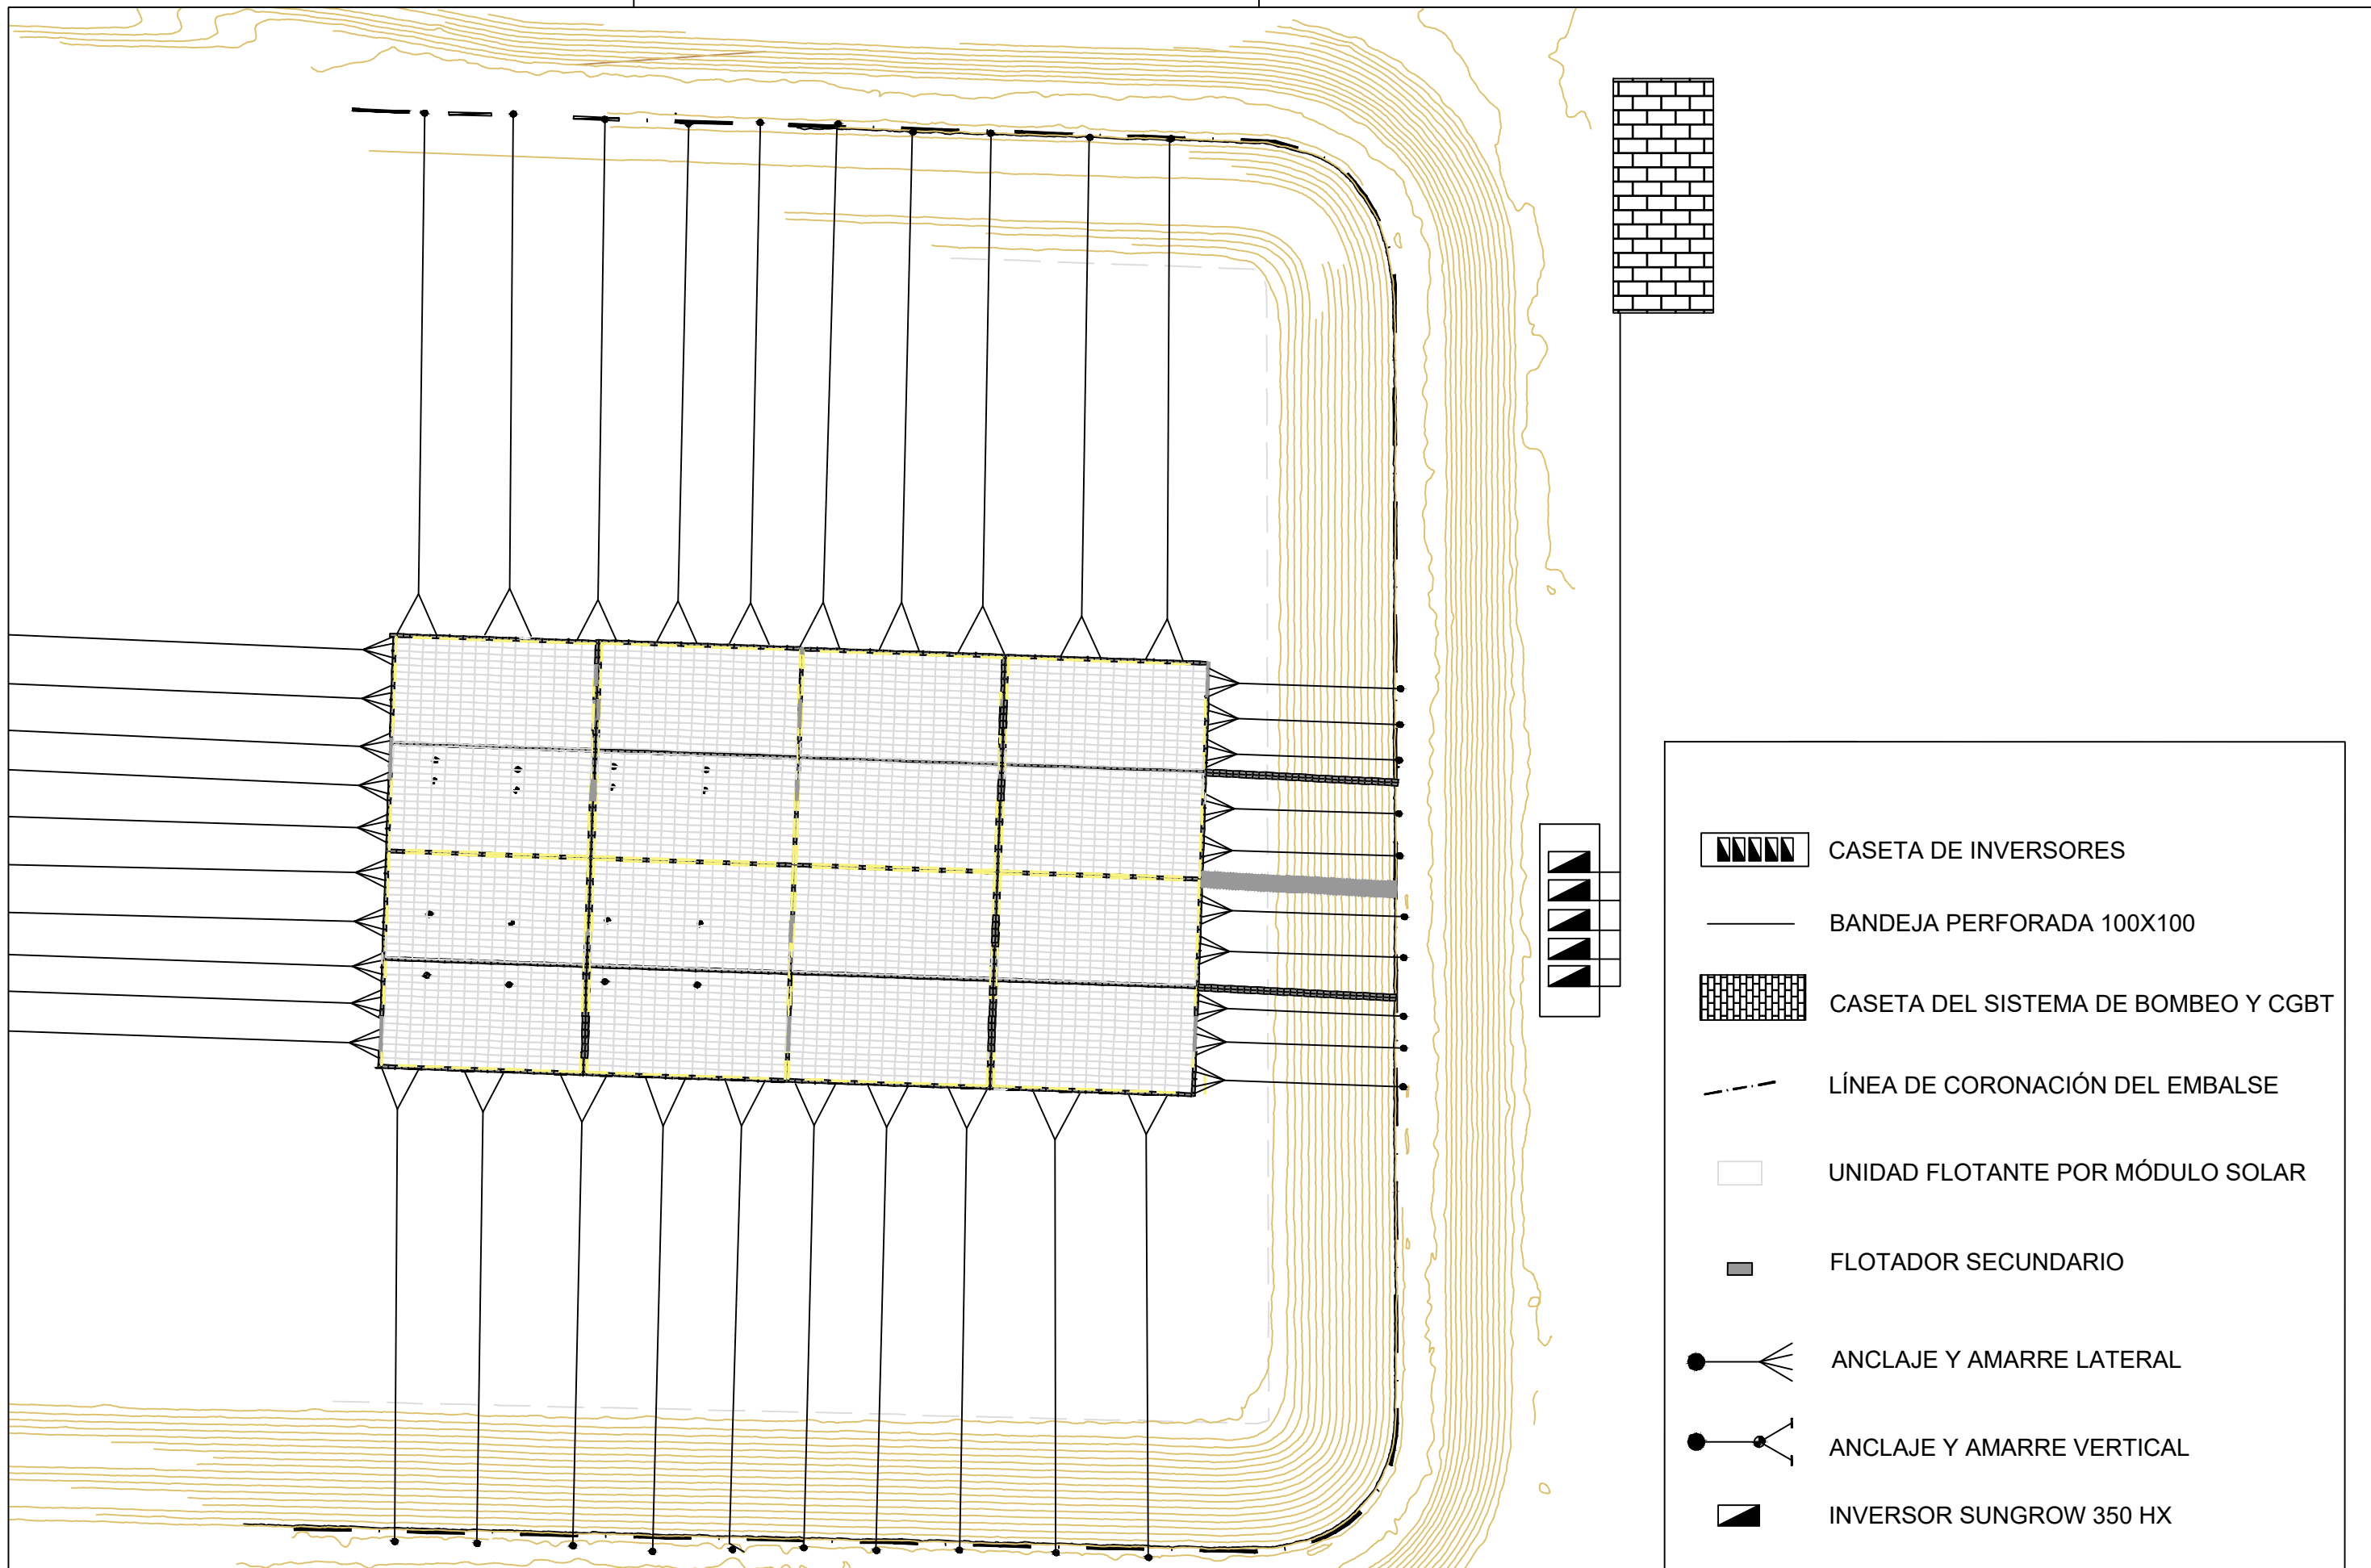 CASETA DE INVERSORES
BANDEJA PERFORADA 100X100
CASETA DEL SISTEMA DE BOMBEO Y CGBT
LÍNEA DE CORONACIÓN DEL EMBALSE
UNIDAD FLOTANTE POR MÓDULO SOLAR
FLOTADOR SECUNDARIO
ANCLAJE Y AMARRE LATERAL
ANCLAJE Y AMARRE VERTICAL
INVERSOR SUNGROW 350 HX